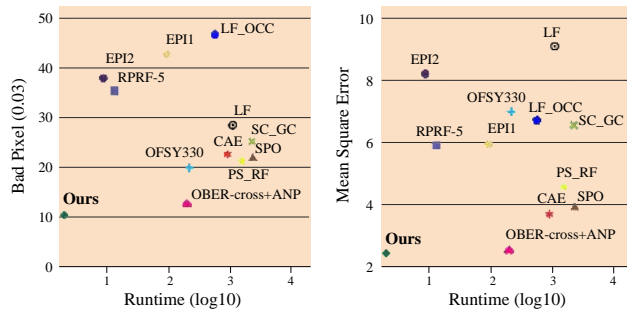 50
LF_OCC
EPI1
40
EPI2
RPRF-5
30
LF
SC_GC
CAE
SPO
20
OFSY330
PS_RF
OBER-cross+ANP
10
Ours
0
1
2
3
4
Bad Pixel (0.03)
Runtime (log10)
10
LF
EPI2
8
OFSY330
LF_OCC
SC_GC
RPRF-5
EPI1
6
PS_RF
CAE
SPO
4
OBER-cross+ANP
Ours
2
1
2
3
4
Mean Square Error
Runtime (log10)